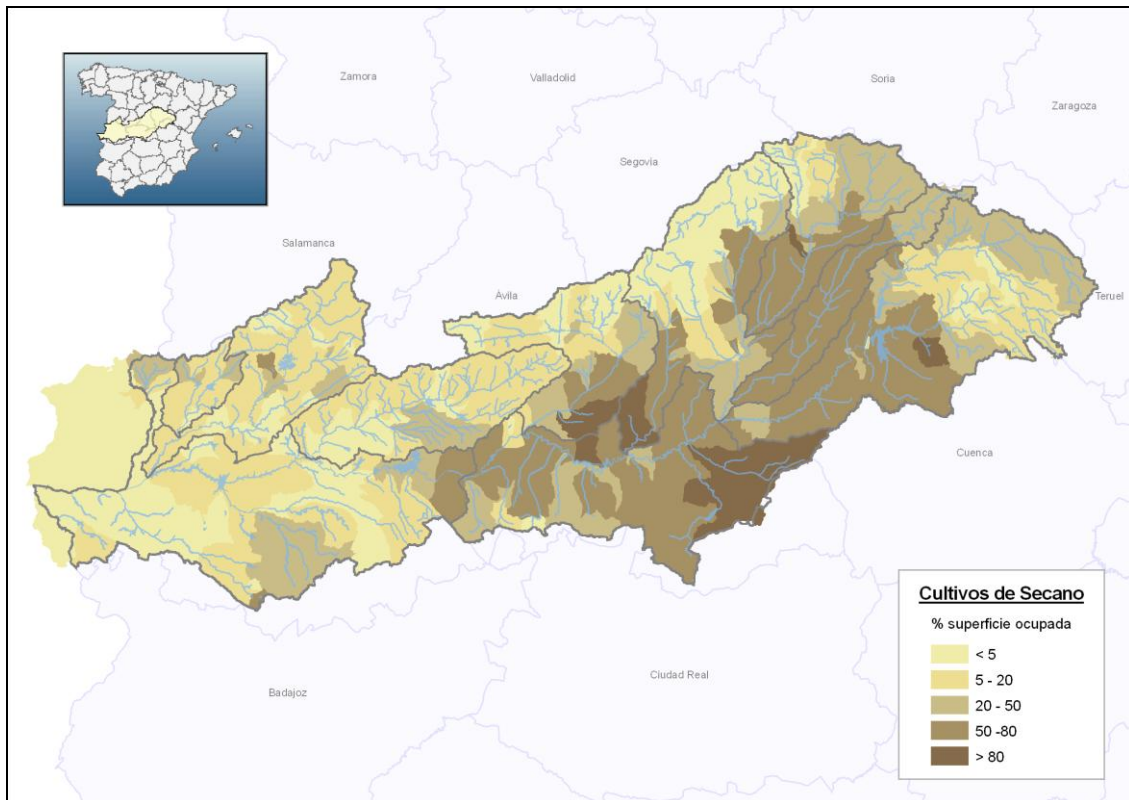 Zamora
Valladolid
Soria
Zaragoza
Segovia
Salamanca
Ávila
Teruel
Cuenca
Ciudad Real
Badajoz
Cultivos de Secano
% superficie ocupada
< 5
5 - 20
20 - 50
50 -80
> 80